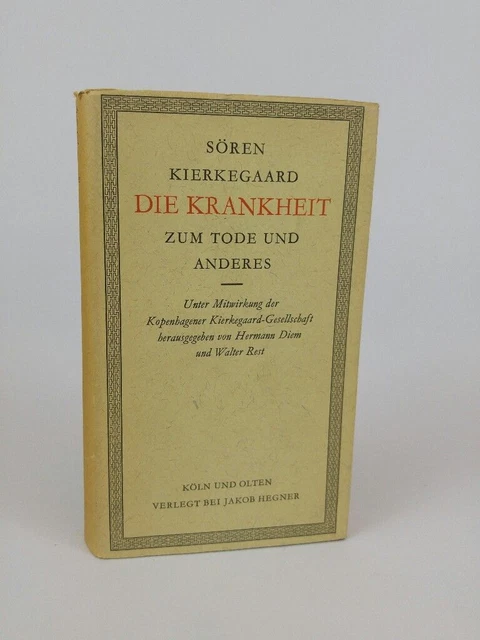 SÖREN
KIERKEGAARD
DIE KRANKHEIT
ZUM TODE UND
ANDERES
Unter Mitwirkung der
Kopenhagener Kierkegaard-Gesellschaft
herausgegeben von Hermann Diem
und Walter Rest
KÖLN UND OLTEN
VERLEGT BEI JAKOB HEGNER